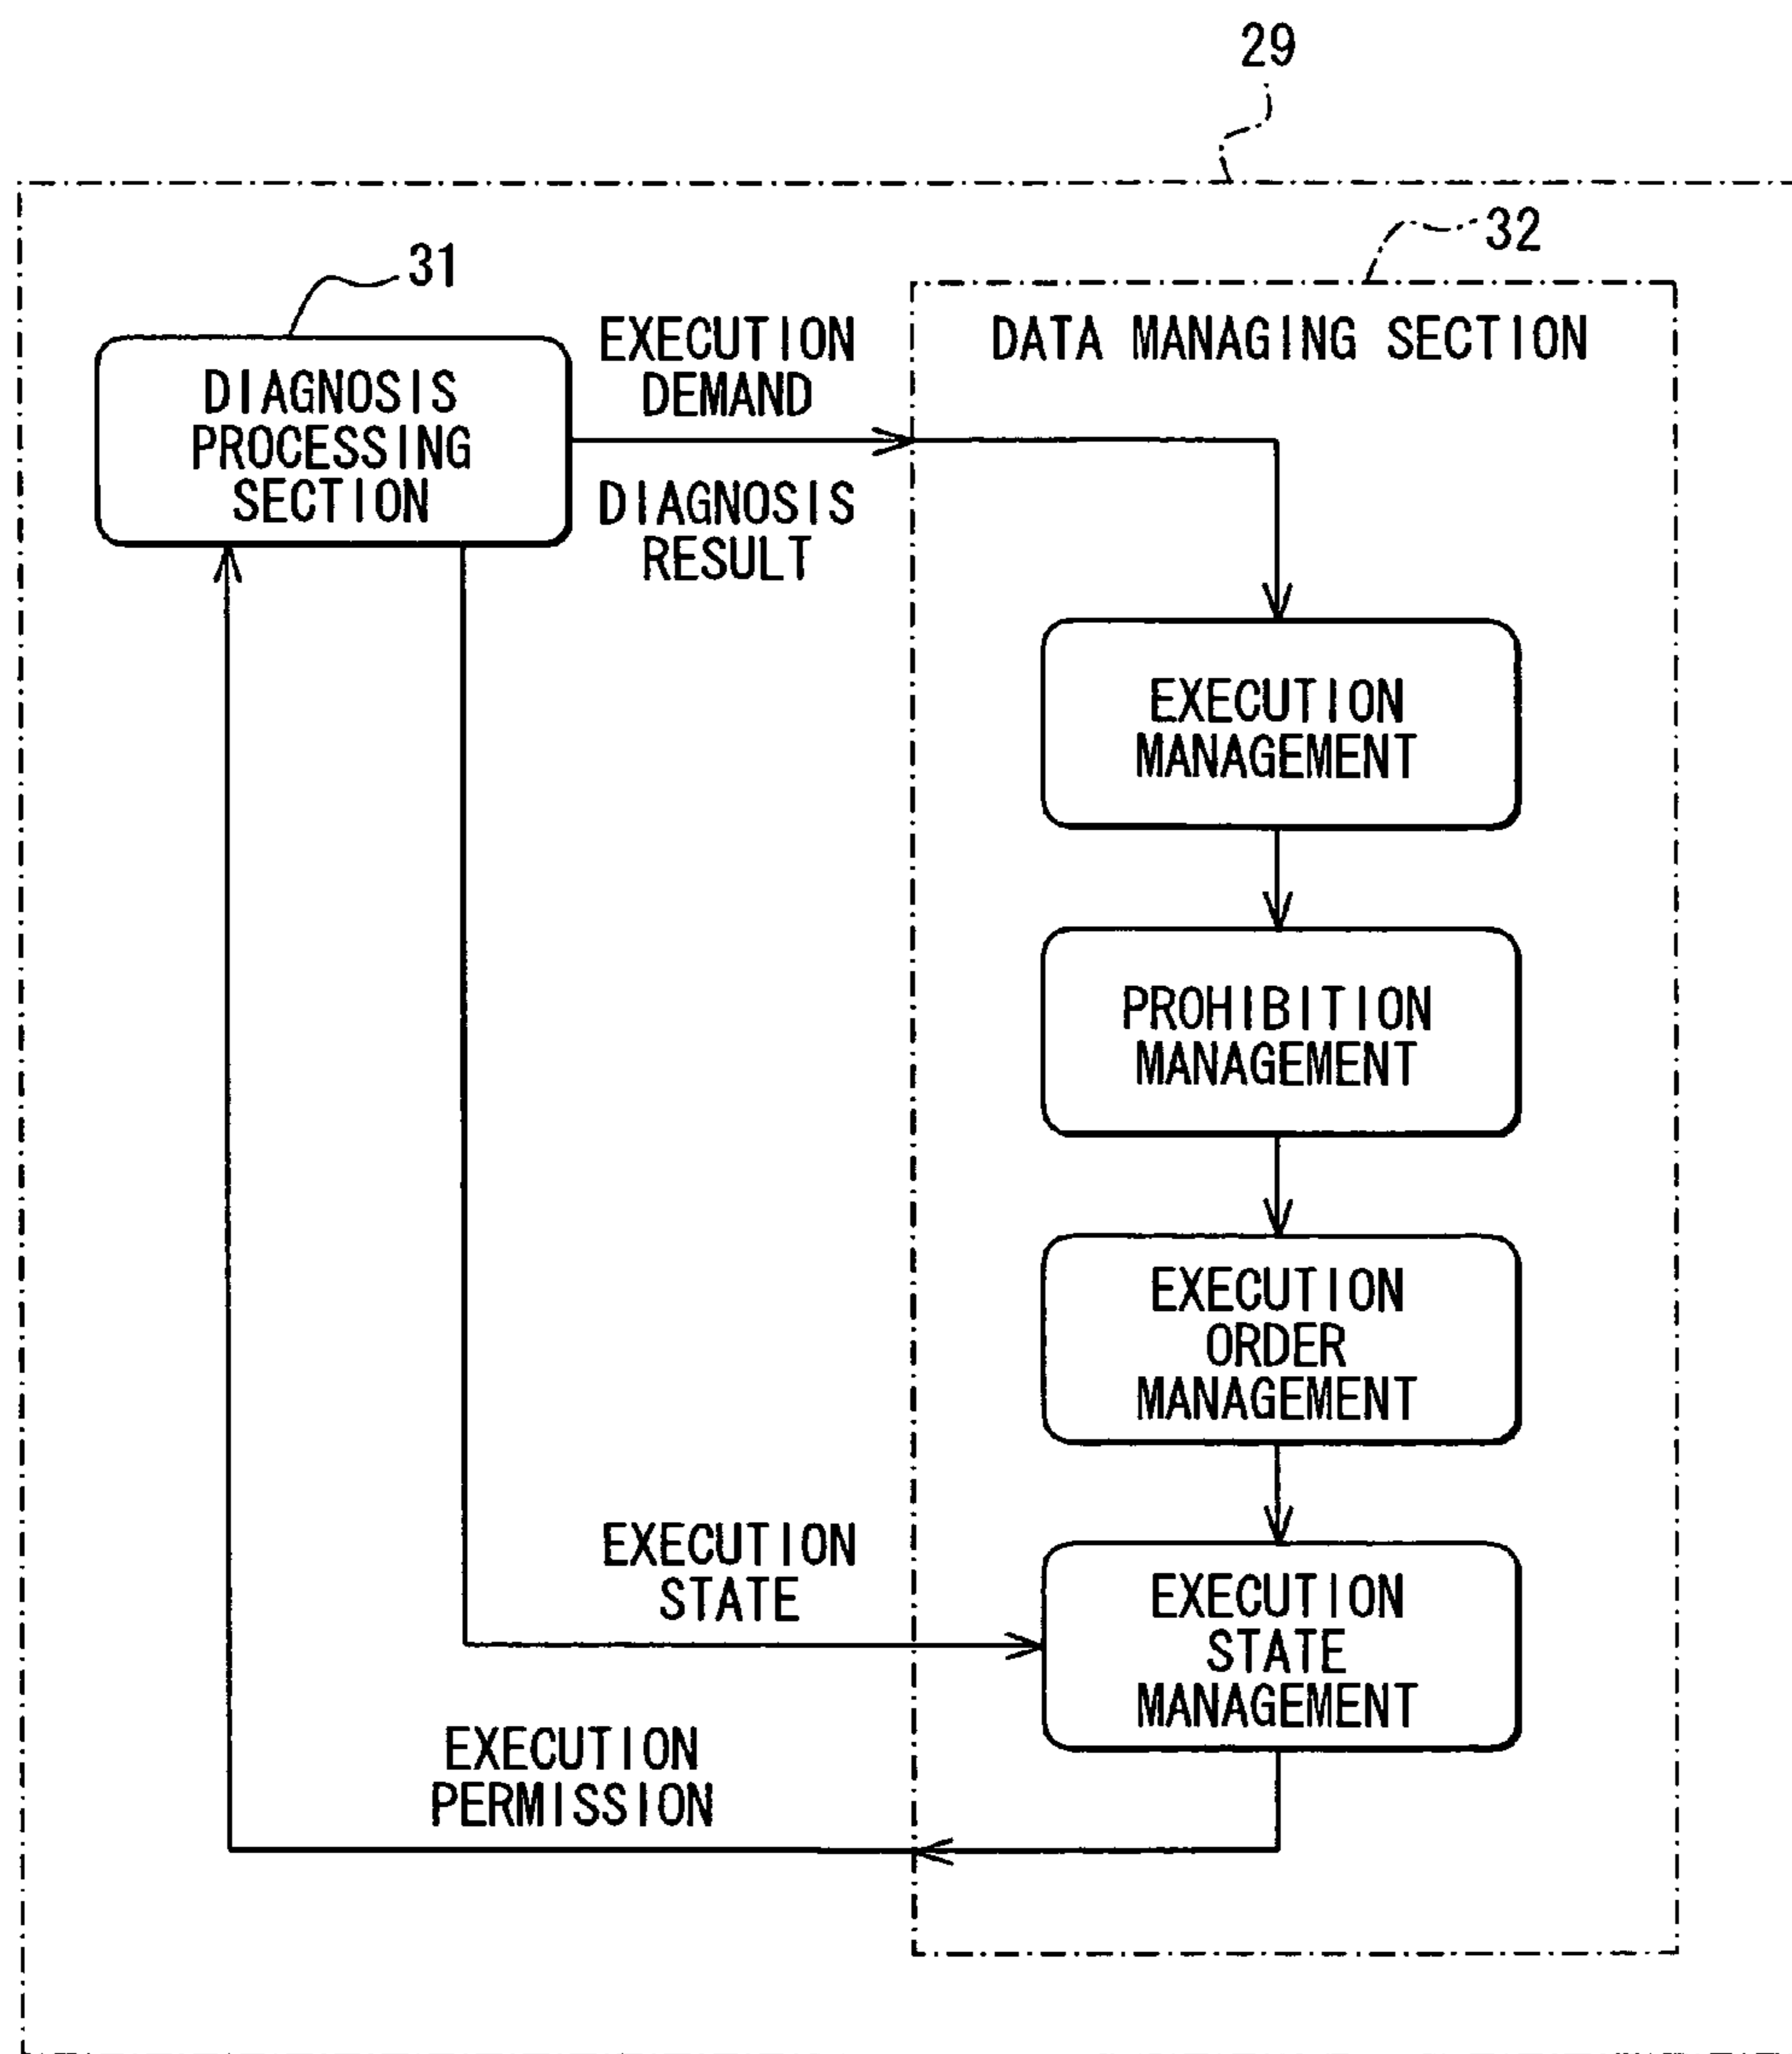 29
32
31
DATA MANAGING SECTION
DIAGNOSIS
PROCESSING
SECTION
EXECUTION
DEMAND
DIAGNOSIS
RESULT
EXECUTION
MANAGEMENT
PROHIBITION
MANAGEMENT
EXECUTION
ORDER
MANAGEMENT
EXECUTION
STATE
EXECUTION
STATE
MANAGEMENT
EXECUTION
PERMISSION